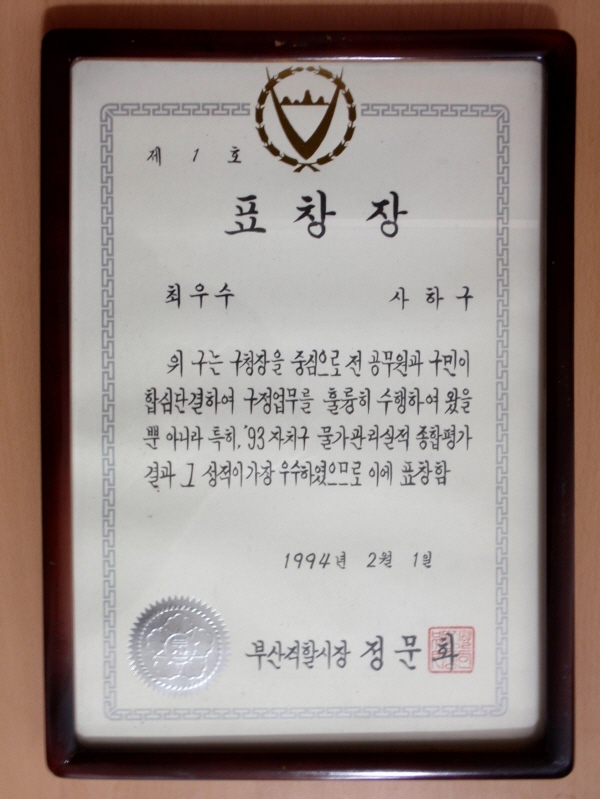 제 1 호
표 창 장
최우수 사하구
위 구는 구청장을 중심으로 전 공무원과 구민이
합심단결하여 구정업무를 훌륭히 수행하여 왔을
뿐 아니라 특히, '93 자치구 물가관리실적 종합평가
결과 그 성적이 가장 우수하였으므로 이에 표창함
1994년 2월 1일
부산직할시장 정문화